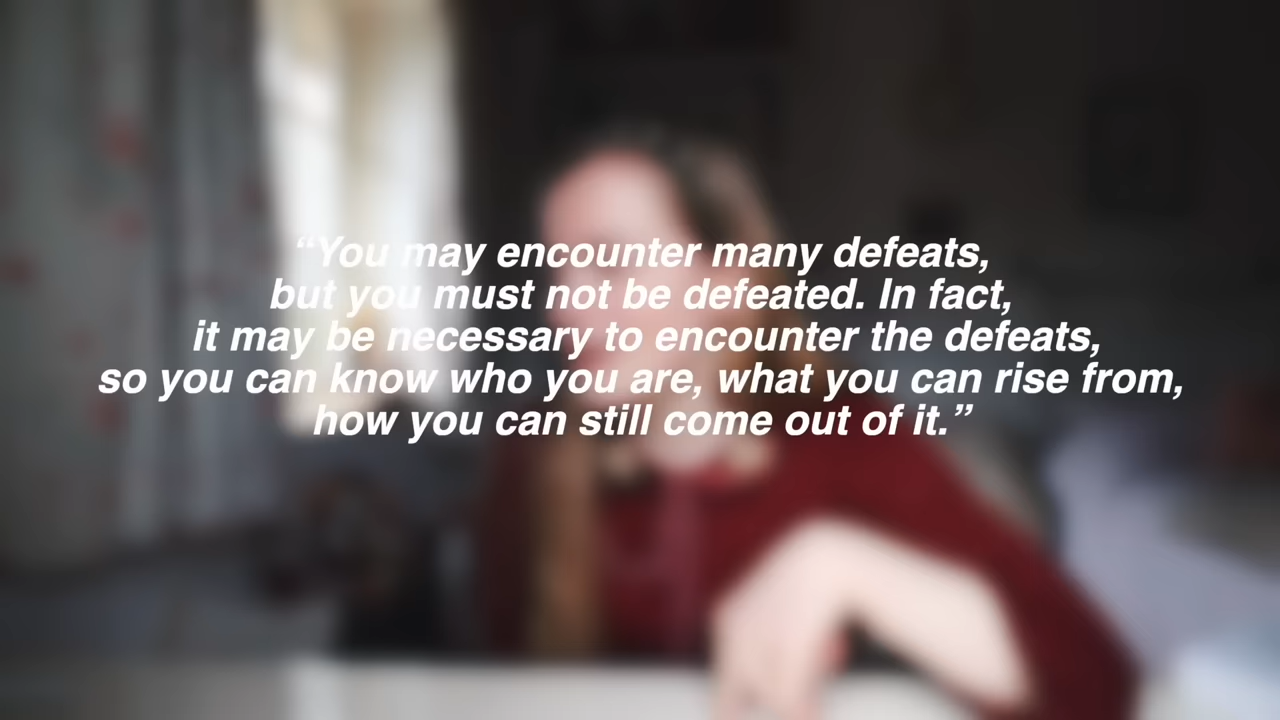 “You may encounter many defeats,
but you must not be defeated. In fact,
it may be necessary to encounter the defeats,
so you can know who you are, what you can rise from,
how you can still come out of it.”